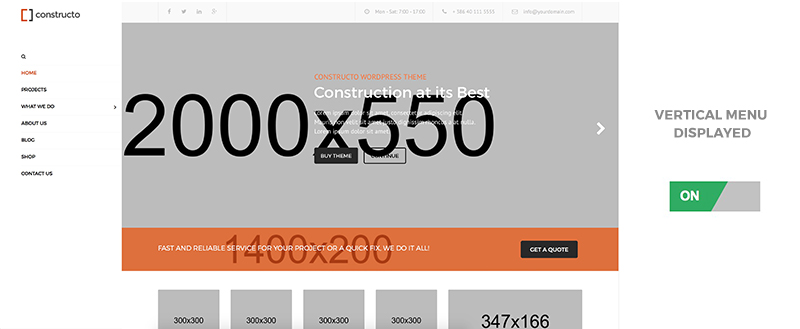 constructo
Mon - Sat: 7:00 - 17:00
+ 386 40 111 5555
info@yourdomain.com
HOME
PROJECTS
WHAT WE DO
ABOUT US
BLOG
SHOP
CONTACT US
CONSTRUCTO WORDPRESS THEME
Construction at its Best
Lorem ipsum dolor sit amet, consectetur adipiscing elit.
Lorem ipsum dolor sit amet.
2000x550
BUY THEME
CONTINUE
FAST AND RELIABLE SERVICE FOR YOUR PROJECT OR A QUICK FIX. WE DO IT ALL!
1400x200
GET A QUOTE
300x300
300x300
300x300
300x300
347x166
VERTICAL MENU
DISPLAYED
ON